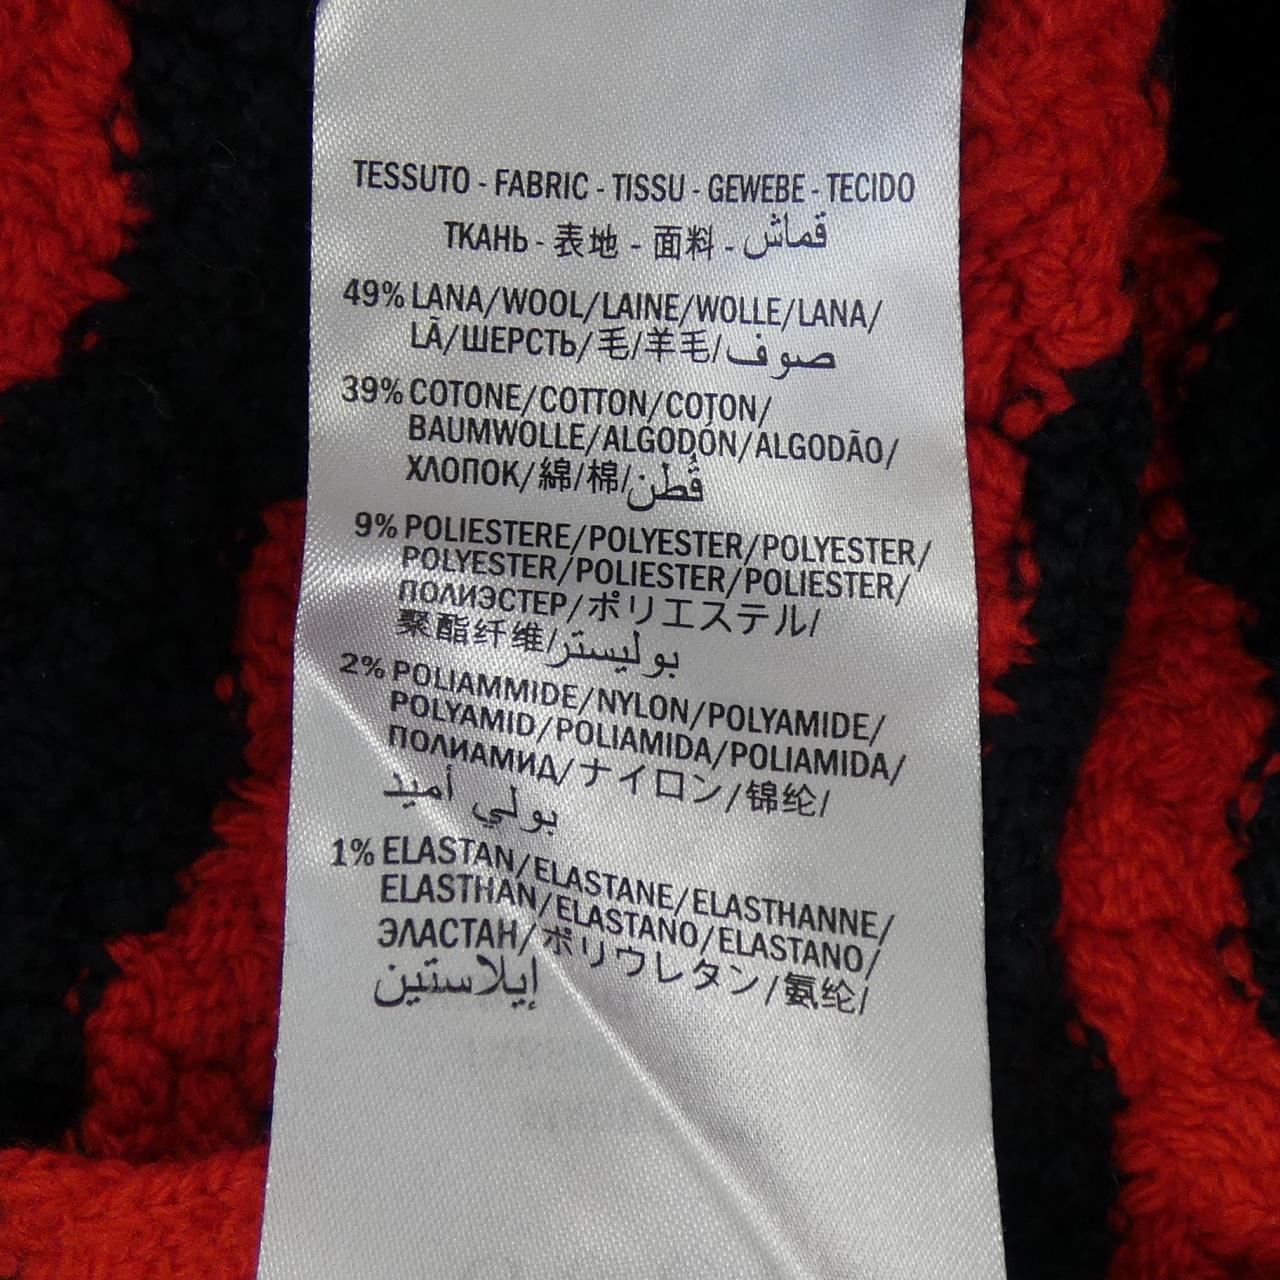 TESSUTO - FABRIC - TISSU - GEWEBE - TECIDO
ТКАНЬ - 表地 - 面料 - قماش
49% LANA/WOOL/LAINE/WOLLE/LANA/
LÃ/ШЕРСТЬ/毛/羊毛/صوف
39% COTONE/COTTON/COTON/
BAUMWOLLE/ALGODÓN/ALGODÃO/
ХЛОПОК/綿/棉/قُطن
9% POLIESTERE/POLYESTER/POLYESTER/
POLYESTER/POLIESTER/POLIESTER/
ПОЛИЭСТЕР/ポリエステル/
聚酯纤维/بوليستر
2% POLIAMMIDE/NYLON/POLYAMIDE/
POLYAMID/POLIAMIDA/POLIAMIDA/
ПОЛИАМИД/ナイロン/锦纶/
بولي أميد
1% ELASTAN/ELASTANE/ELASTHANNE/
ELASTHAN/ELASTANO/ELASTANO/
ЭЛАСТАН/ポリウレタン/氨纶/
إيلاستين